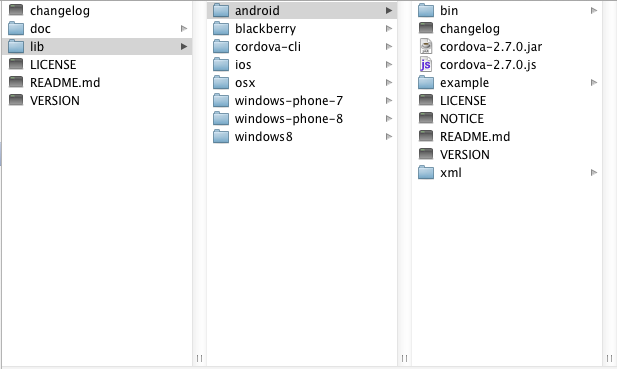 changelog
doc
lib
LICENSE
README.md
VERSION
android
blackberry
cordova-cli
ios
osx
windows-phone-7
windows-phone-8
windows8
bin
changelog
cordova-2.7.0.jar
cordova-2.7.0.js
example
LICENSE
NOTICE
README.md
VERSION
xml